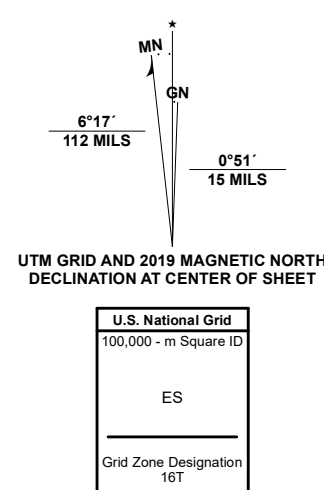 MN
GN
6°17´
112 MILS
0°51´
15 MILS
UTM GRID AND 2019 MAGNETIC NORTH
DECLINATION AT CENTER OF SHEET
U.S. National Grid
100,000 - m Square ID
ES
Grid Zone Designation
16T